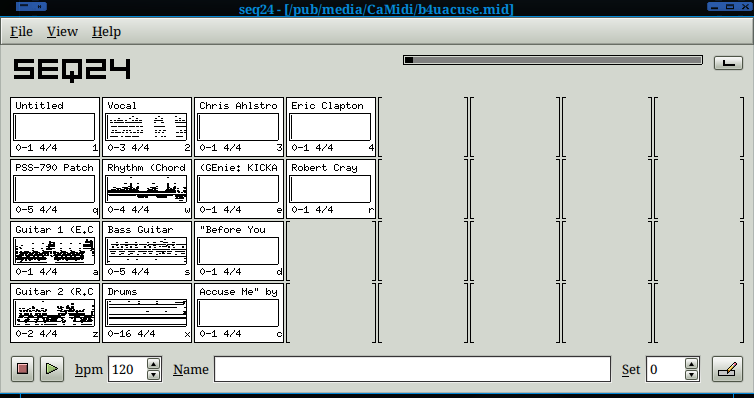 seq24 - [/pub/media/CaMidi/b4uacuse.mid]
File View Help
SEQ24
Untitled Vocal Chris Ahlstro Eric Clapton
0-1 4/4 1 0-3 4/4 2 0-1 4/4 3 0-1 4/4 4
PSS-790 Patch Rhythm (Chord (GEnie: KICKA Robert Cray
0-5 4/4 q 0-4 4/4 w 0-1 4/4 e 0-1 4/4 r
Guitar 1 (E.C Bass Guitar "Before You
0-1 4/4 a 0-5 4/4 s 0-1 4/4 d
Guitar 2 (R.C Drums Accuse Me" by
0-2 4/4 z 0-16 4/4 x 0-1 4/4 c
bpm 120 Name Set 0